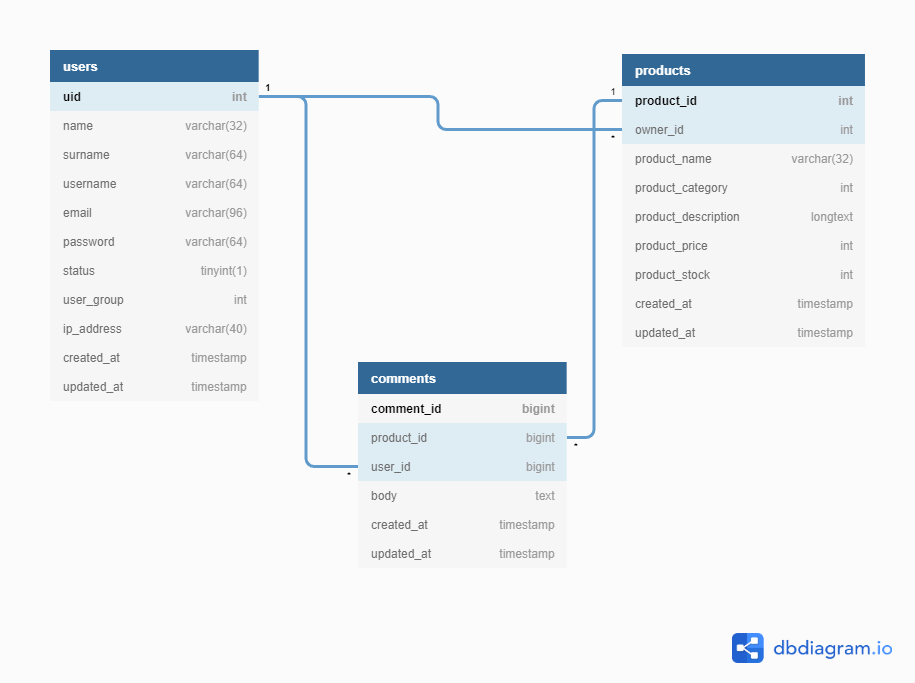 users
uid int
name varchar(32)
surname varchar(64)
username varchar(64)
email varchar(96)
password varchar(64)
status tinyint(1)
user_group int
ip_address varchar(40)
created_at timestamp
updated_at timestamp
1
*
1
*
*
products
product_id int
owner_id int
product_name varchar(32)
product_category int
product_description longtext
product_price int
product_stock int
created_at timestamp
updated_at timestamp
comments
comment_id bigint
product_id bigint
user_id bigint
body text
created_at timestamp
updated_at timestamp
dbdiagram.io